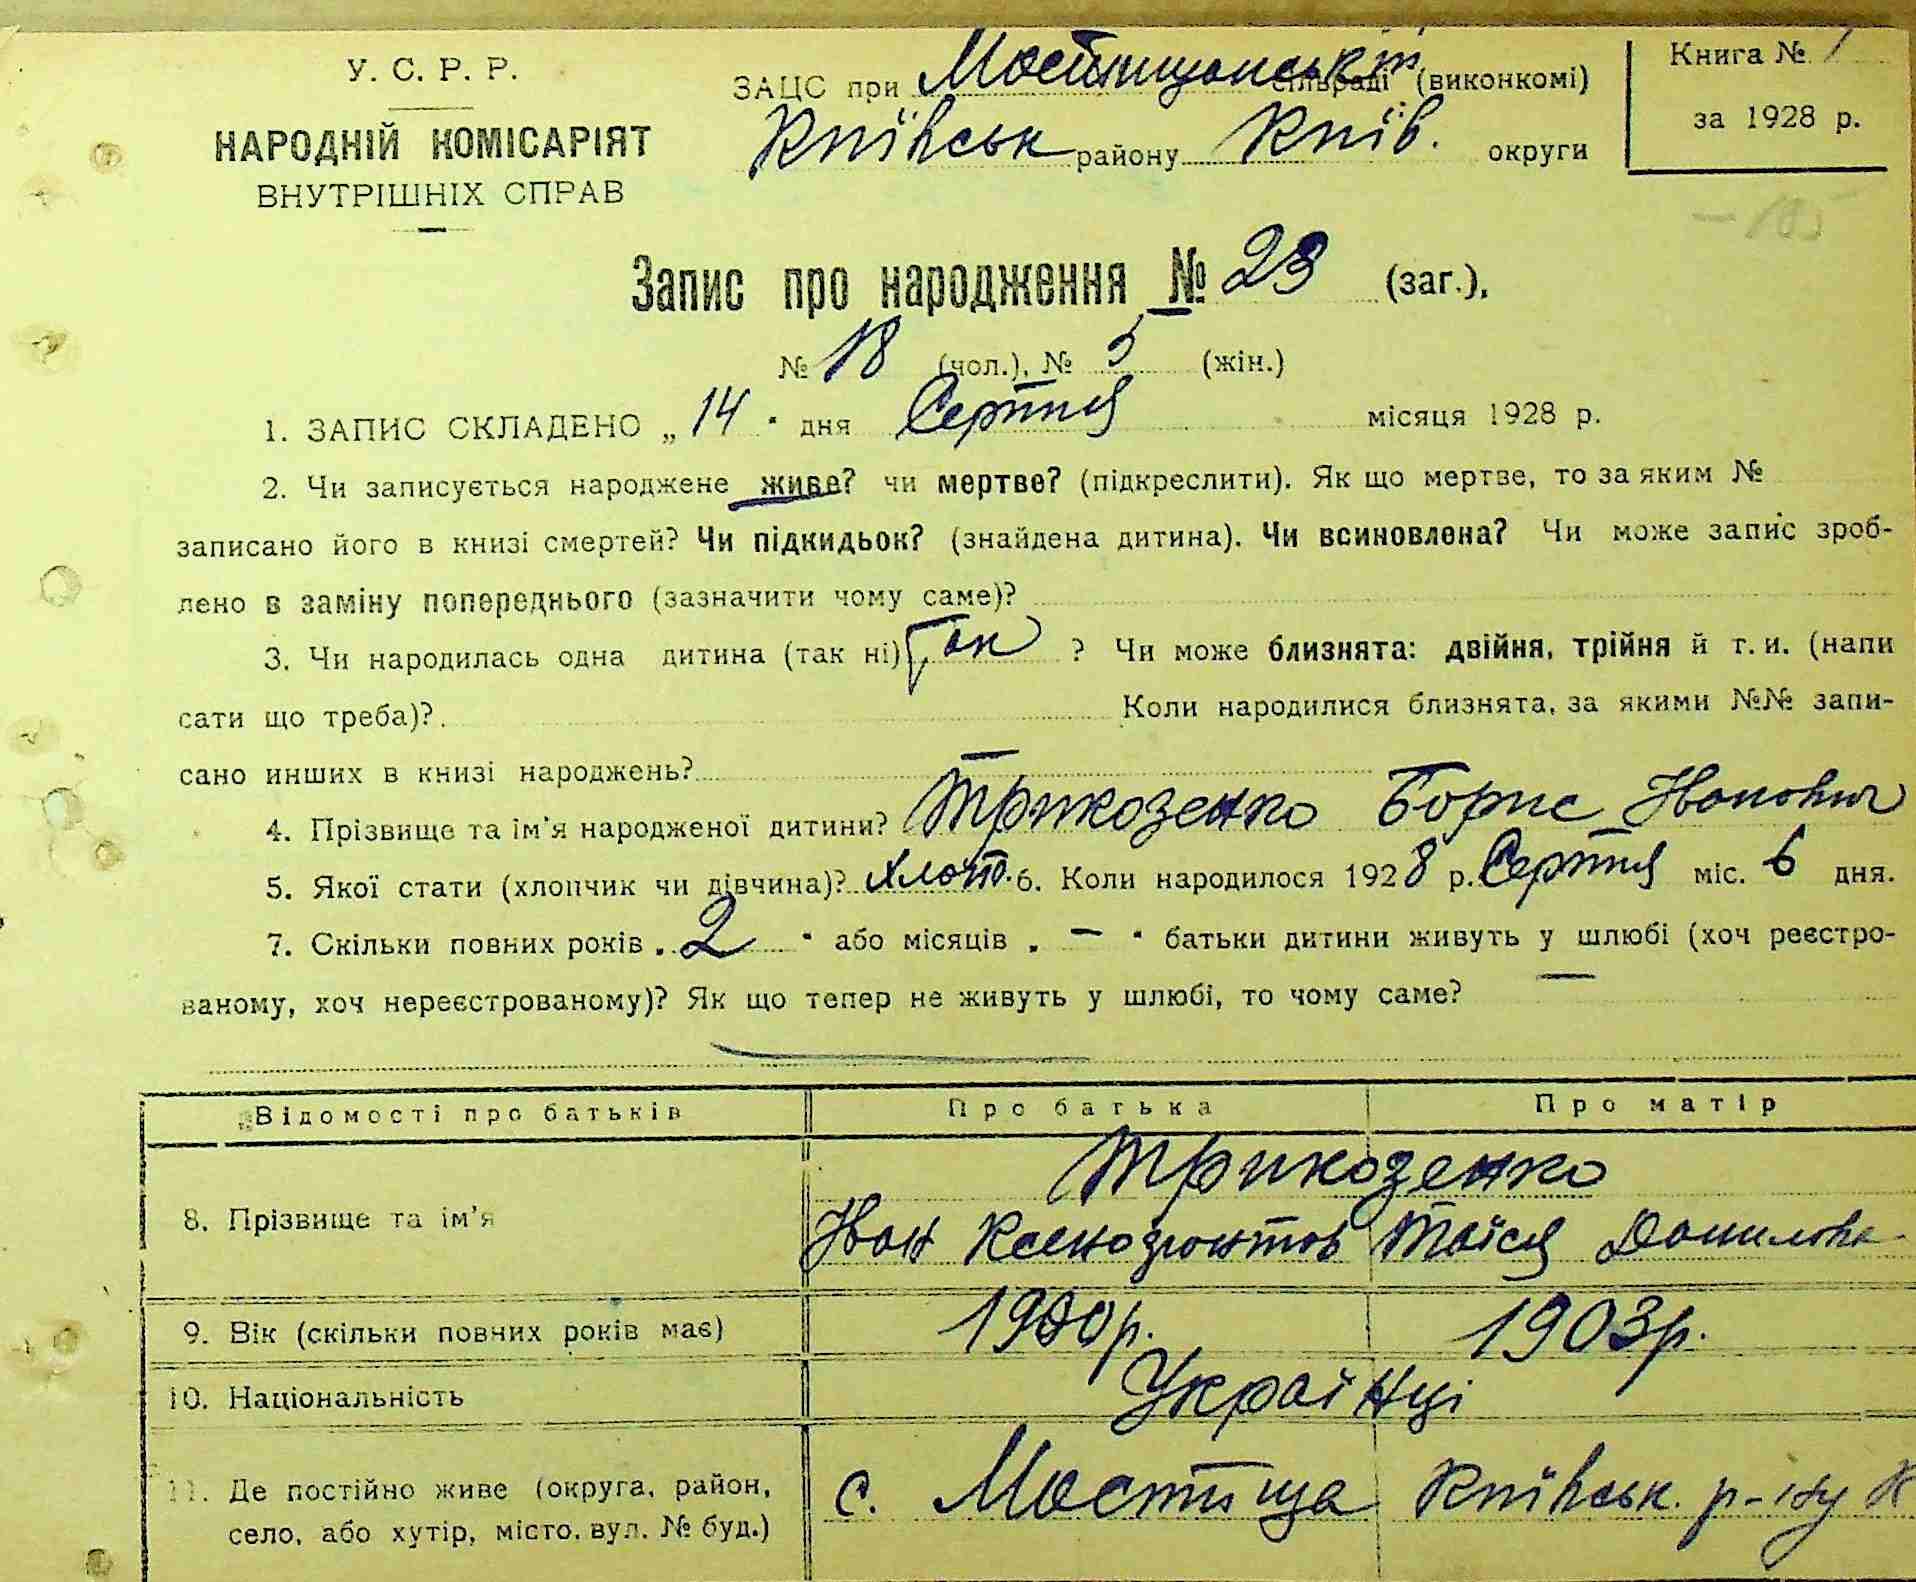 У. С. Р. Р.
НАРОДНІЙ КОМІСАРІЯТ
ВНУТРІШНІХ СПРАВ
ЗАЦС при Мостищанській сільраді (виконкомі)
Київськ району Київ. округи
Книга № 1
за 1928 р.
Запис про народження № 23 (заг.),
№ 18 (чол.), № 5 (жін.)
1. ЗАПИС СКЛАДЕНО „ 14 " дня Серпня місяця 1928 р.
2. Чи записується народжене живе? чи мертве? (підкреслити). Як що мертве, то за яким №
записано його в книзі смертей? Чи підкидьок? (знайдена дитина). Чи всиновлена? Чи може запис зроб-
лено в заміну попереднього (зазначити чому саме)?
3. Чи народилась одна дитина (так ні) Так ? Чи може близнята: двійня, трійня й т. и. (напи
сати що треба)? Коли народилися близнята, за якими №№ запи-
сано инших в книзі народжень?
4. Прізвище та ім'я народженої дитини? Трикозенко Борис Іванович
5. Якої стати (хлопчик чи дівчина)? хлоп. 6. Коли народилося 1928 р. Серпня міс. 6 дня.
7. Скільки повних років „ 2 " або місяців „ — " батьки дитини живуть у шлюбі (хоч реєстро-
ваному, хоч нереєстрованому)? Як що тепер не живуть у шлюбі, то чому саме? —
Відомості про батьків Про батька Про матір
Трикозенко
8. Прізвище та ім'я Іван Ксенофонтов Таїся Данилова
9. Вік (скільки повних років має) 1900р. 1903р.
10. Національність Українці
11. Де постійно живе (округа, район, с. Мостища Київськ. р-ну К
село, або хутір, місто, вул. № буд.)